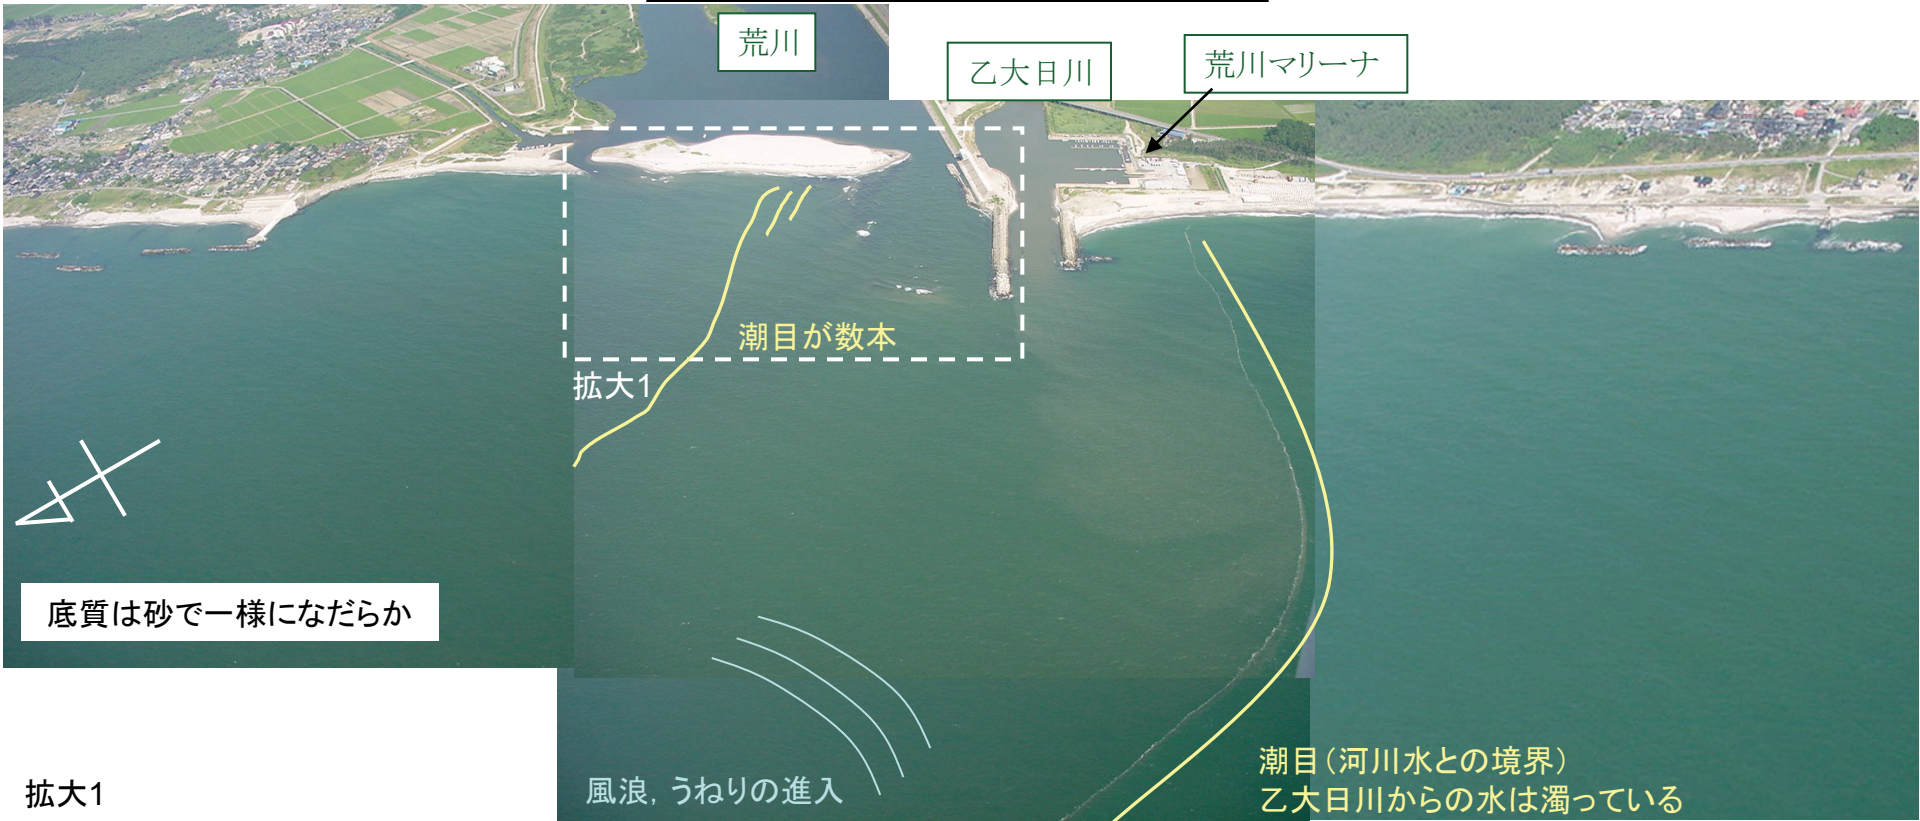 荒川
乙大日川
荒川マリーナ
潮目が数本
拡大1
底質は砂で一様になだらか
風浪，うねりの進入
潮目（河川水との境界）
乙大日川からの水は濁っている
拡大1